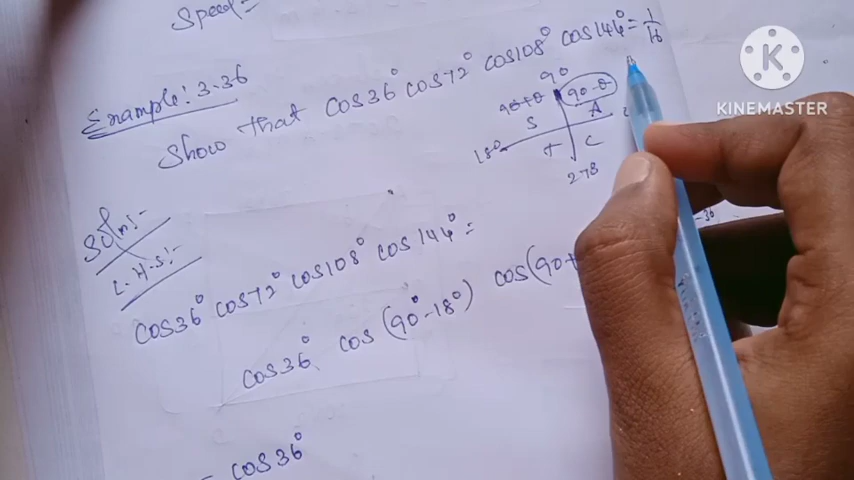 Speed=
Example: 3.36
Show that cos36° cos72° cos108° cos144° = 1/16
90
90+θ 90-θ
S A
180
T C
270
Soln:-
L.H.S:-
cos36° cos72° cos108° cos144° =
cos36° cos(90°-18°) cos(90+
= cos36°
-36
KINEMASTER